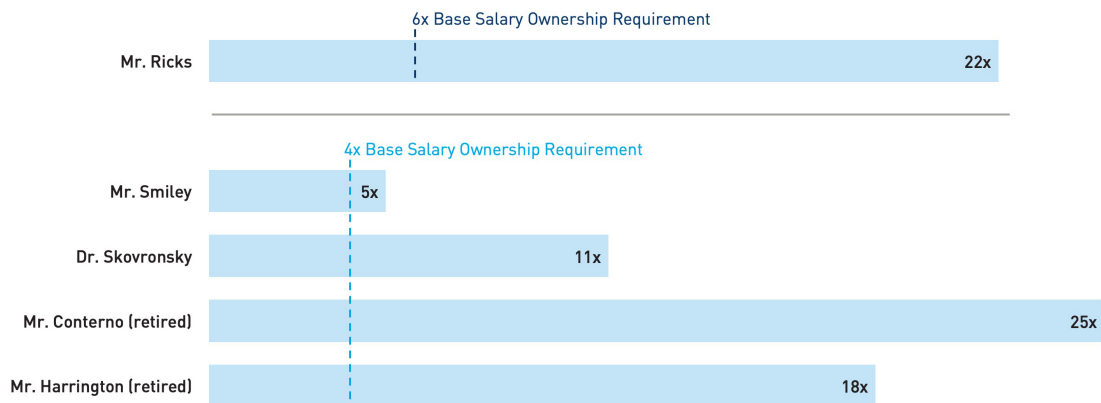 6x Base Salary Ownership Requirement
Mr. Ricks 22x
4x Base Salary Ownership Requirement
Mr. Smiley 5x
Dr. Skovronsky 11x
Mr. Conterno (retired) 25x
Mr. Harrington (retired) 18x